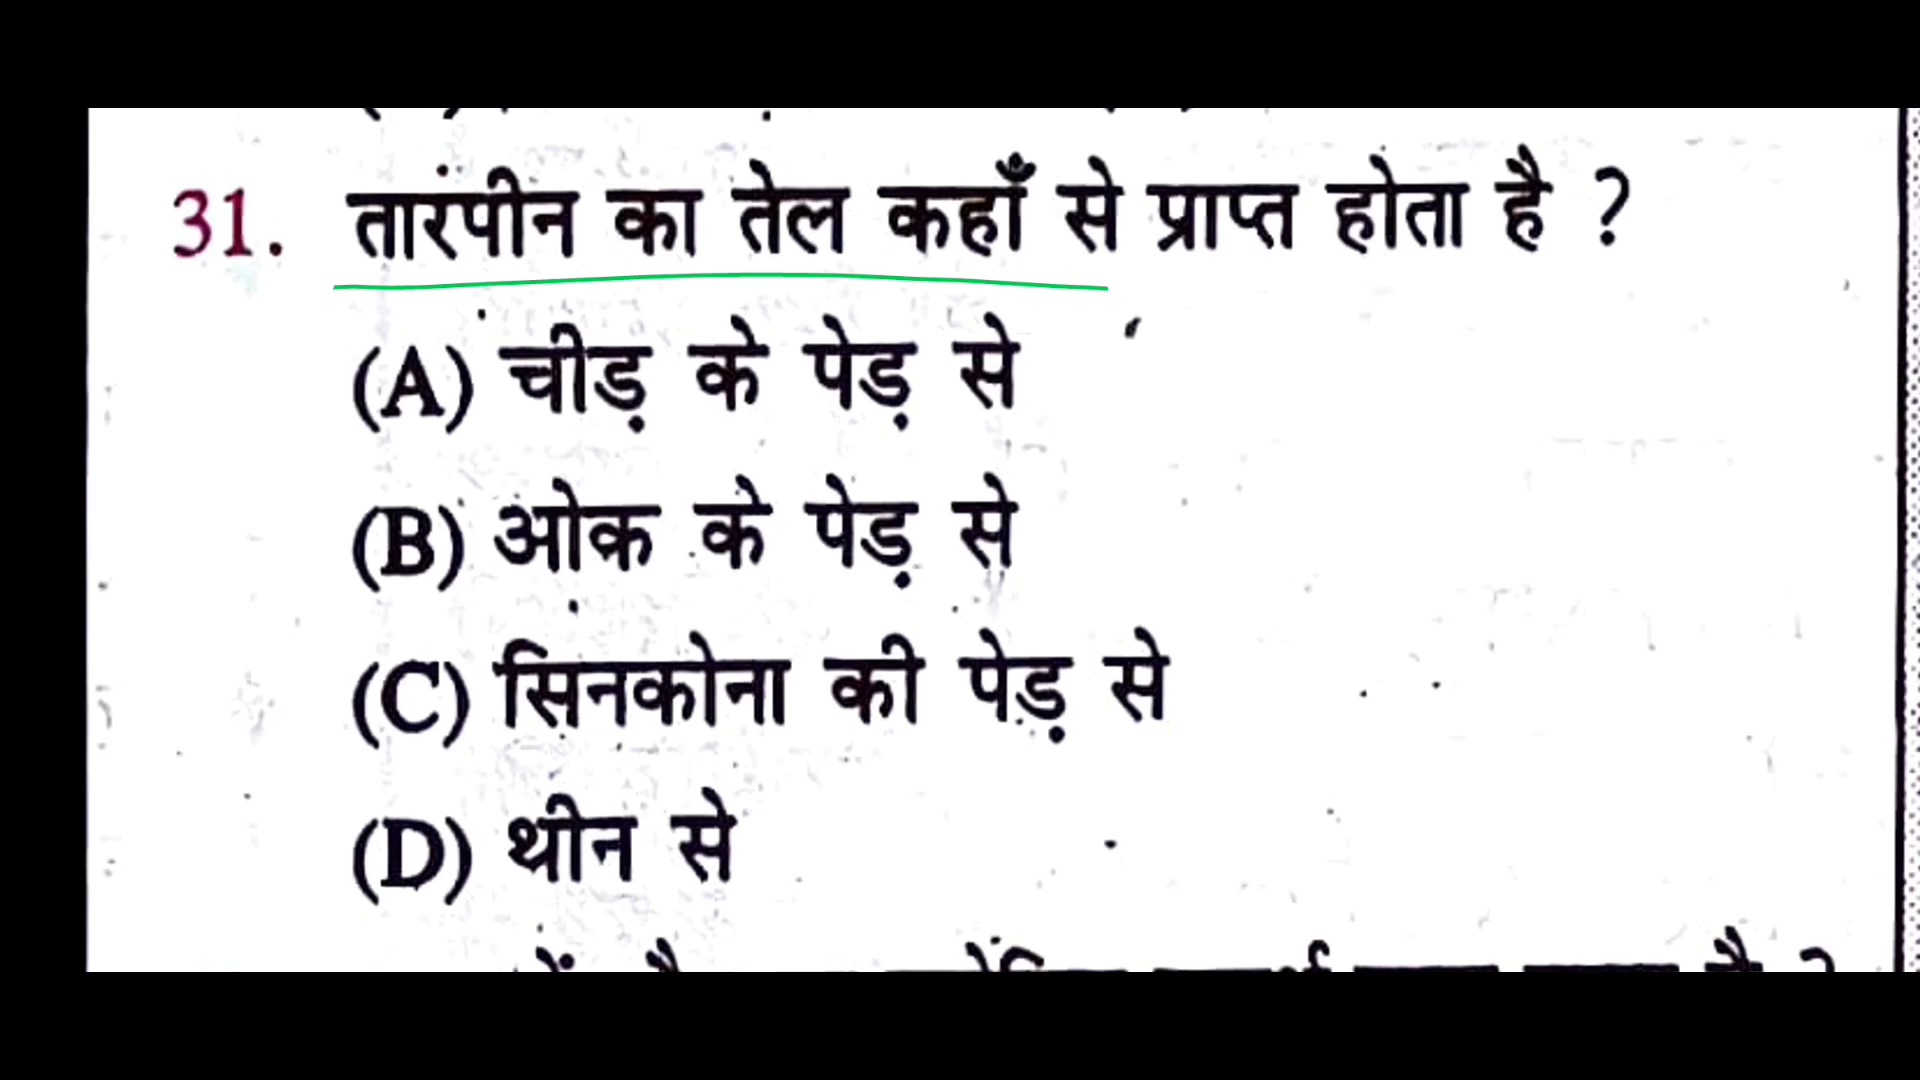 31. तारपीन का तेल कहाँ से प्राप्त होता है ?
(A) चीड़ के पेड़ से
(B) ओक के पेड़ से
(C) सिनकोना की पेड़ से
(D) थीन से